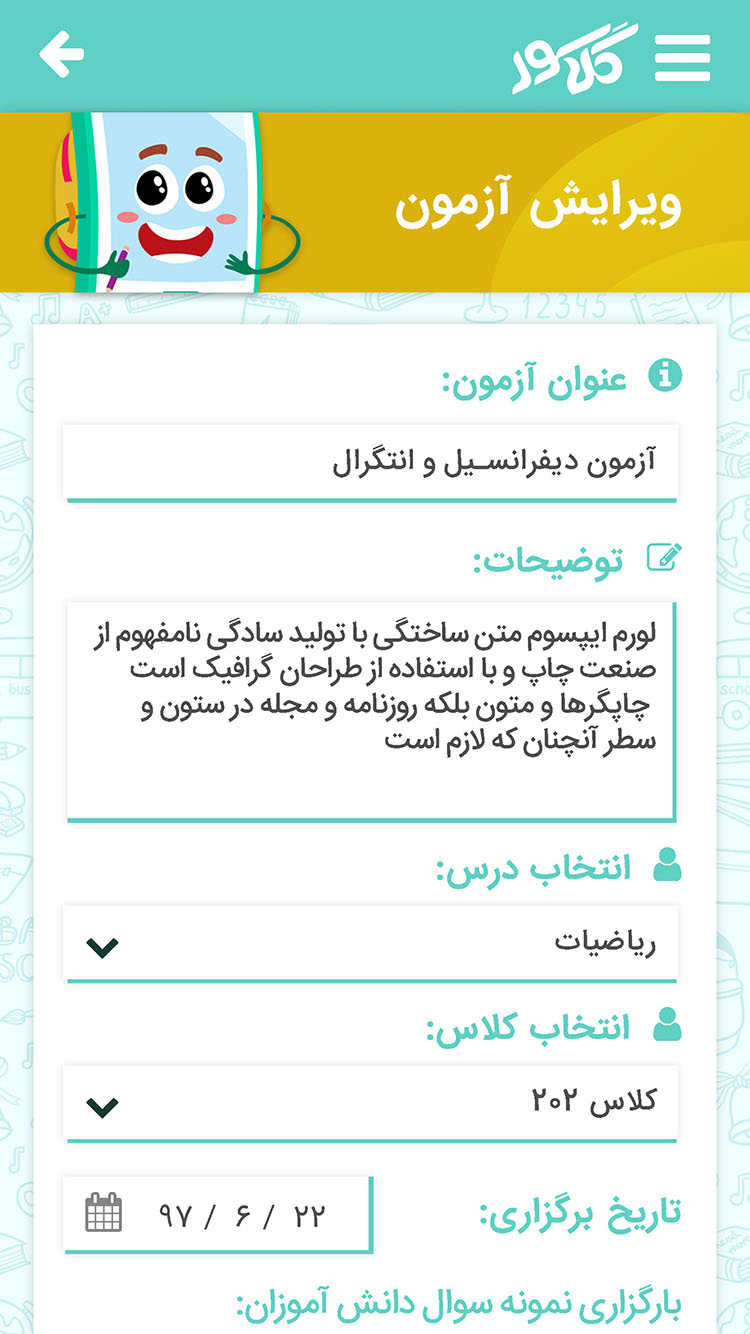 گلاسور
ویرایش آزمون
عنوان آزمون:
آزمون دیفرانسیل و انتگرال
توضیحات:
لورم ایپسوم متن ساختگی با تولید سادگی نامفهوم از
صنعت چاپ و با استفاده از طراحان گرافیک است
چاپگرها و متون بلکه روزنامه و مجله در ستون و
سطر آنچنان که لازم است
انتخاب درس:
ریاضیات
انتخاب کلاس:
کلاس ۲۰۲
تاریخ برگزاری:
۹۷ / ۶ / ۲۲
بارگزاری نمونه سوال دانش آموزان: